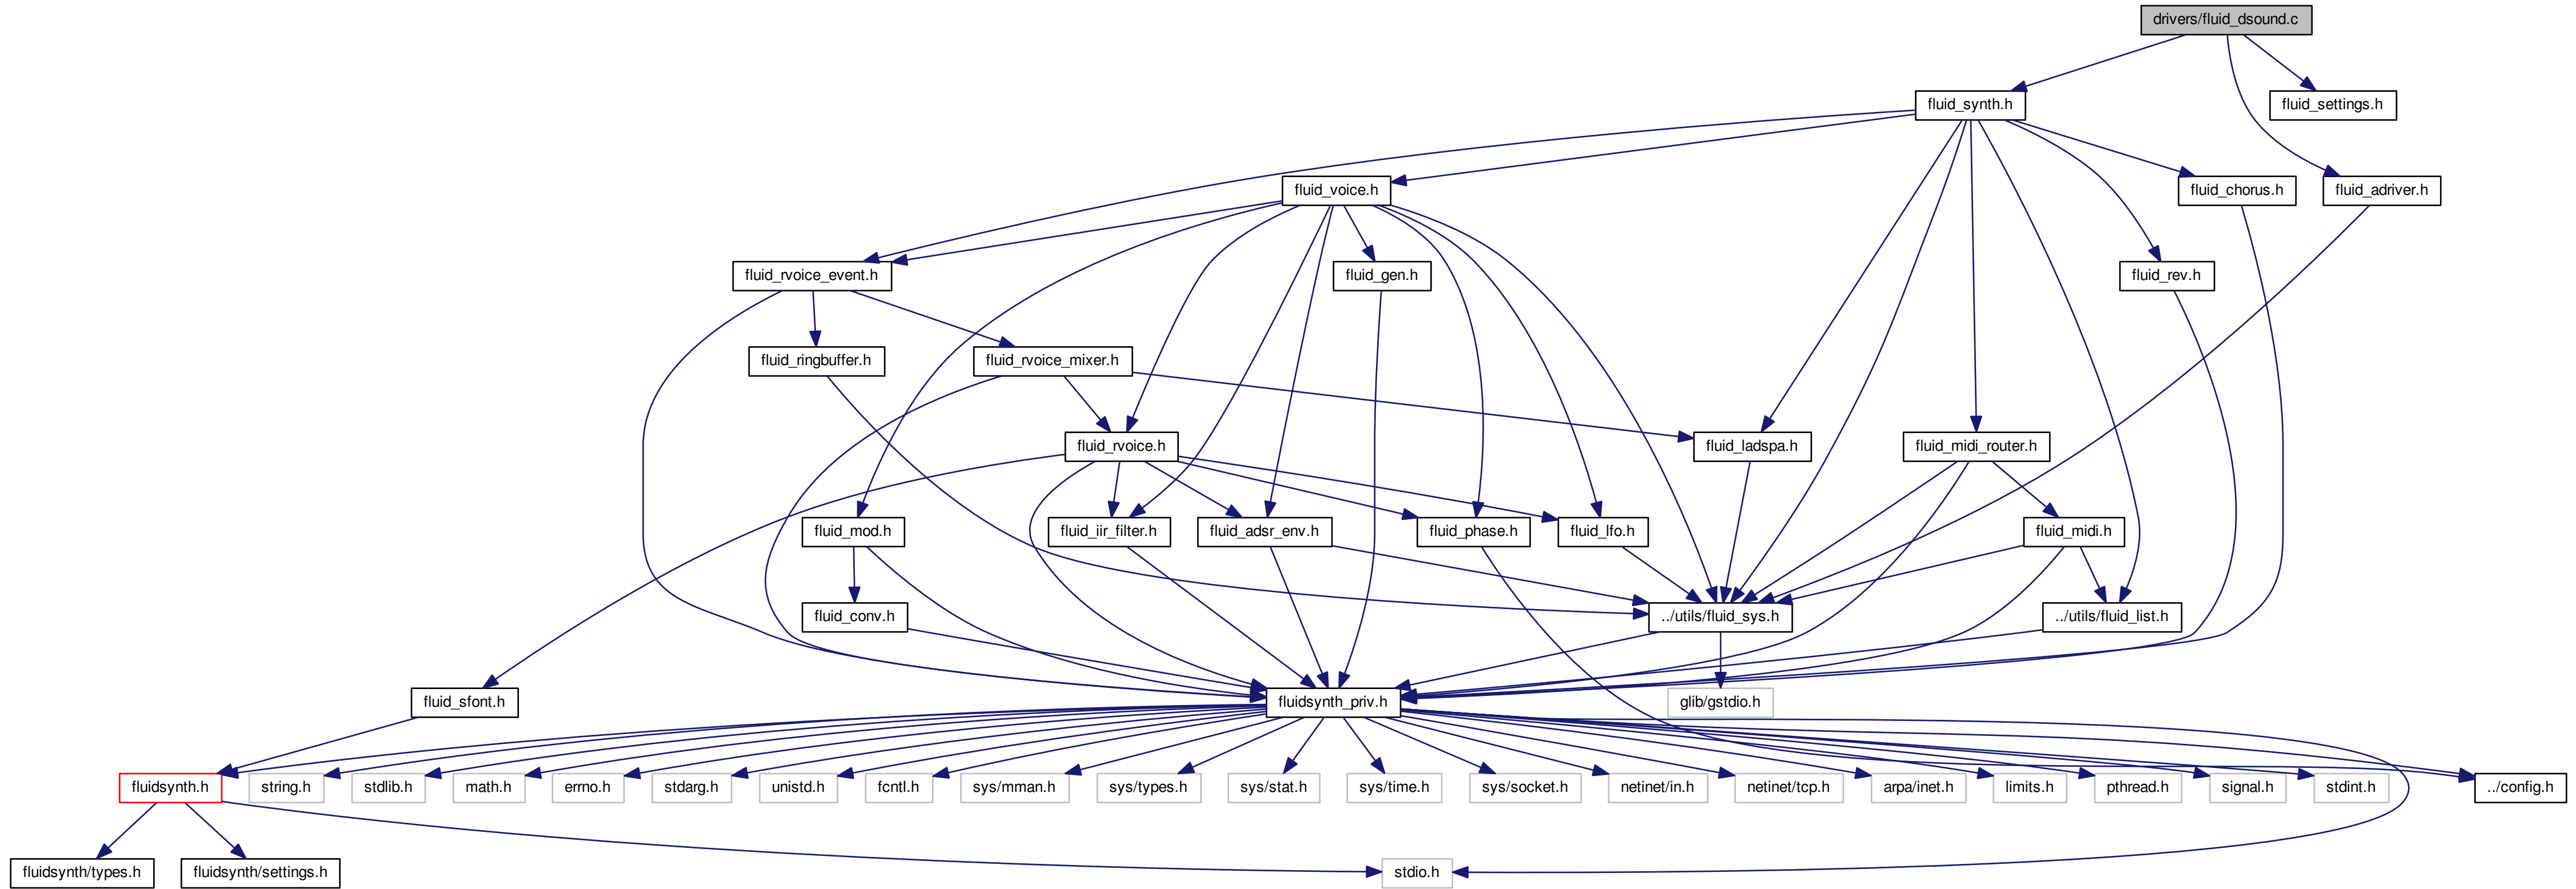 drivers/fluid_dsound.c
fluid_synth.h
fluid_settings.h
fluid_voice.h
fluid_chorus.h
fluid_adriver.h
fluid_rvoice_event.h
fluid_gen.h
fluid_rev.h
fluid_ringbuffer.h
fluid_rvoice_mixer.h
fluid_rvoice.h
fluid_ladspa.h
fluid_midi_router.h
fluid_mod.h
fluid_iir_filter.h
fluid_adsr_env.h
fluid_phase.h
fluid_lfo.h
fluid_midi.h
fluid_conv.h
../utils/fluid_sys.h
../utils/fluid_list.h
fluid_sfont.h
fluidsynth_priv.h
glib/gstdio.h
fluidsynth.h
string.h
stdlib.h
math.h
errno.h
stdarg.h
unistd.h
fcntl.h
sys/mman.h
sys/types.h
sys/stat.h
sys/time.h
sys/socket.h
netinet/in.h
netinet/tcp.h
arpa/inet.h
limits.h
pthread.h
signal.h
stdint.h
../config.h
fluidsynth/types.h
fluidsynth/settings.h
stdio.h